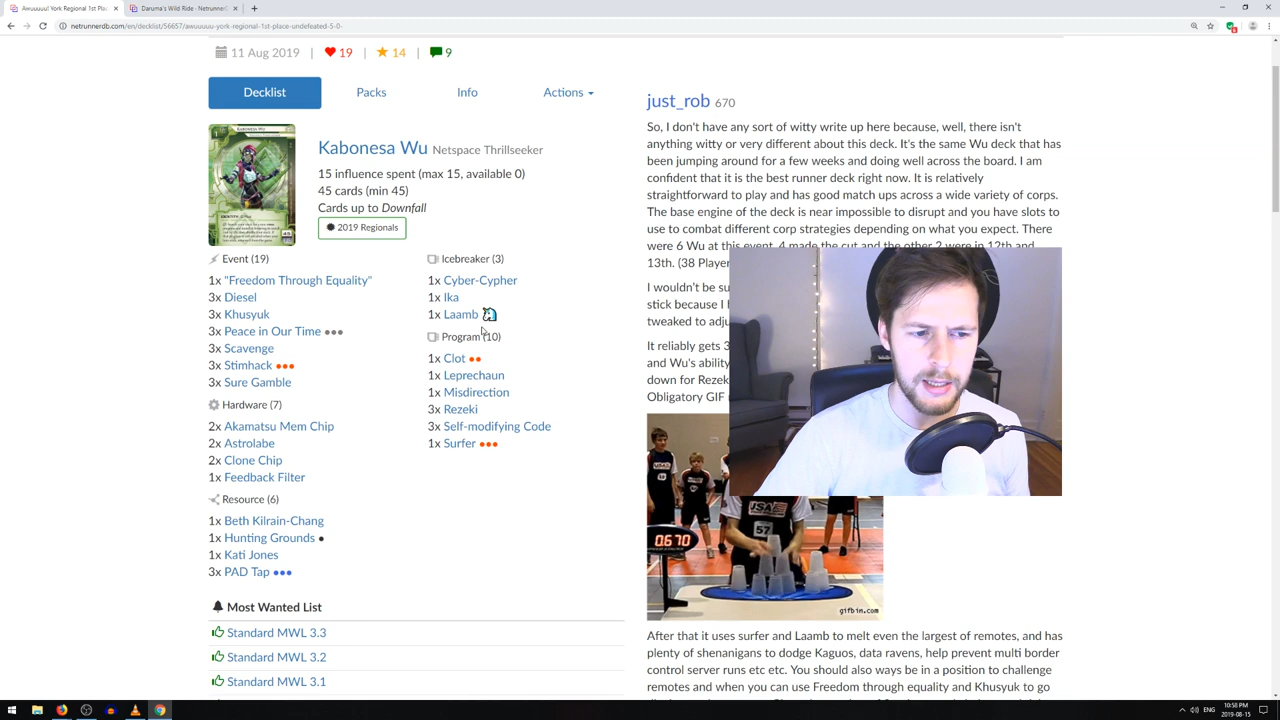 Awuuuuu! York Regional 1st Plac
Daruma's Wild Ride - Netrunner
netrunnerdb.com/en/decklist/56657/awuuuuu-york-regional-1st-place-undefeated-5-0-
11 Aug 2019 | 19 | 14 | 9
Decklist
Packs
Info
Actions
Kabonesa Wu Netspace Thrillseeker
15 influence spent (max 15, available 0)
45 cards (min 45)
Cards up to Downfall
2019 Regionals
Event (19)
1x "Freedom Through Equality"
3x Diesel
3x Khusyuk
3x Peace in Our Time
3x Scavenge
3x Stimhack
3x Sure Gamble
Hardware (7)
2x Akamatsu Mem Chip
2x Astrolabe
2x Clone Chip
1x Feedback Filter
Resource (6)
1x Beth Kilrain-Chang
1x Hunting Grounds
1x Kati Jones
3x PAD Tap
Icebreaker (3)
1x Cyber-Cypher
1x Ika
1x Laamb
Program (10)
1x Clot
1x Leprechaun
1x Misdirection
3x Rezeki
3x Self-modifying Code
1x Surfer
Most Wanted List
Standard MWL 3.3
Standard MWL 3.2
Standard MWL 3.1
just_rob 670
So, I don't have any sort of witty write up here because, well, there isn't
anything witty or very different about this deck. It's the same Wu deck that has
been jumping around for a few weeks and doing well across the board. I am
confident that it is the best runner deck right now. It is relatively
straightforward to play and has good match ups across a wide variety of corps.
The base engine of the deck is near impossible to disrupt and you have slots to
use to combat different corp strategies depending on what you expect. There
were 6 Wu at this event, 4 made the cut and the other 2 were in 12th and
13th. (38 Player
I wouldn't be su
stick because I
tweaked to adju
It reliably gets 3
and Wu's ability
down for Rezek
Obligatory GIF
USA
57
0.670
gifbin.com
After that it uses surfer and Laamb to melt even the largest of remotes, and has
plenty of shenanigans to dodge Kaguos, data ravens, help prevent multi border
control server runs etc etc. You should also ways be in a position to challenge
remotes and when you can use Freedom through equality and Khusyuk to go
ENG
10:58 PM
2019-08-15